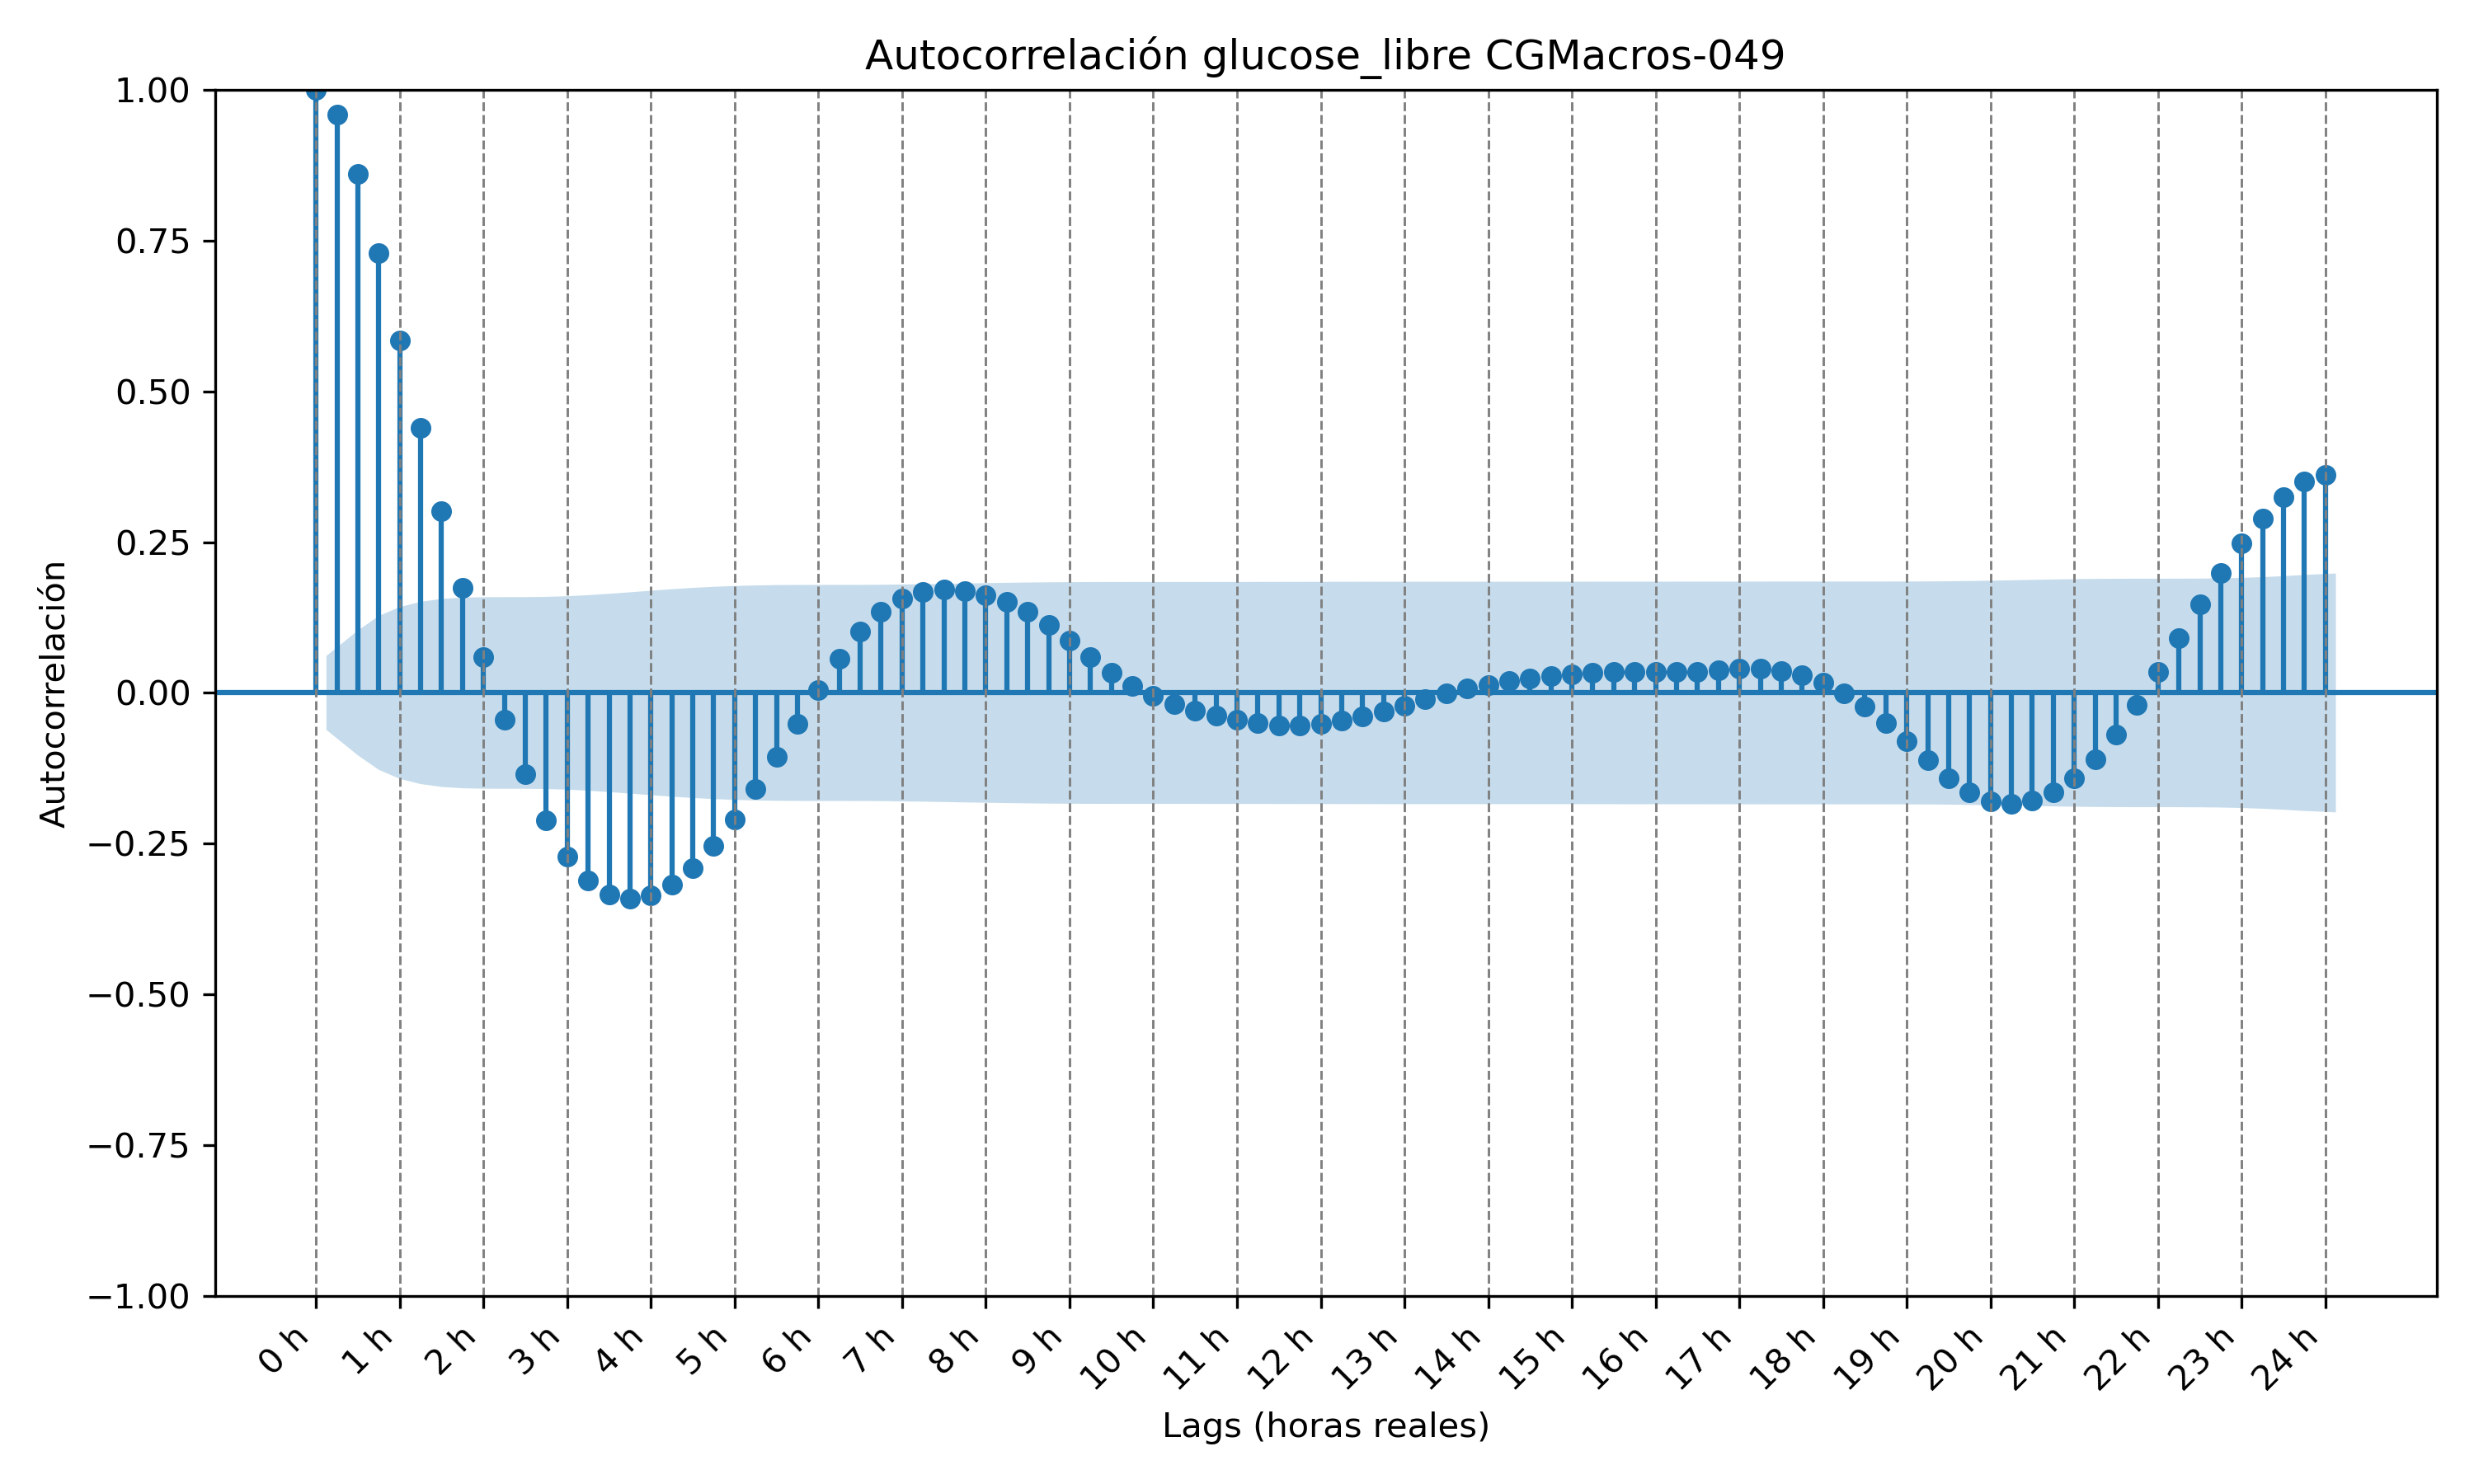 Autocorrelación glucose_libre CGMacros-049
Autocorrelación
1.00
0.75
0.50
0.25
0.00
−0.25
−0.50
−0.75
−1.00
0 h
1 h
2 h
3 h
4 h
5 h
6 h
7 h
8 h
9 h
10 h
11 h
12 h
13 h
14 h
15 h
16 h
17 h
18 h
19 h
20 h
21 h
22 h
23 h
24 h
Lags (horas reales)